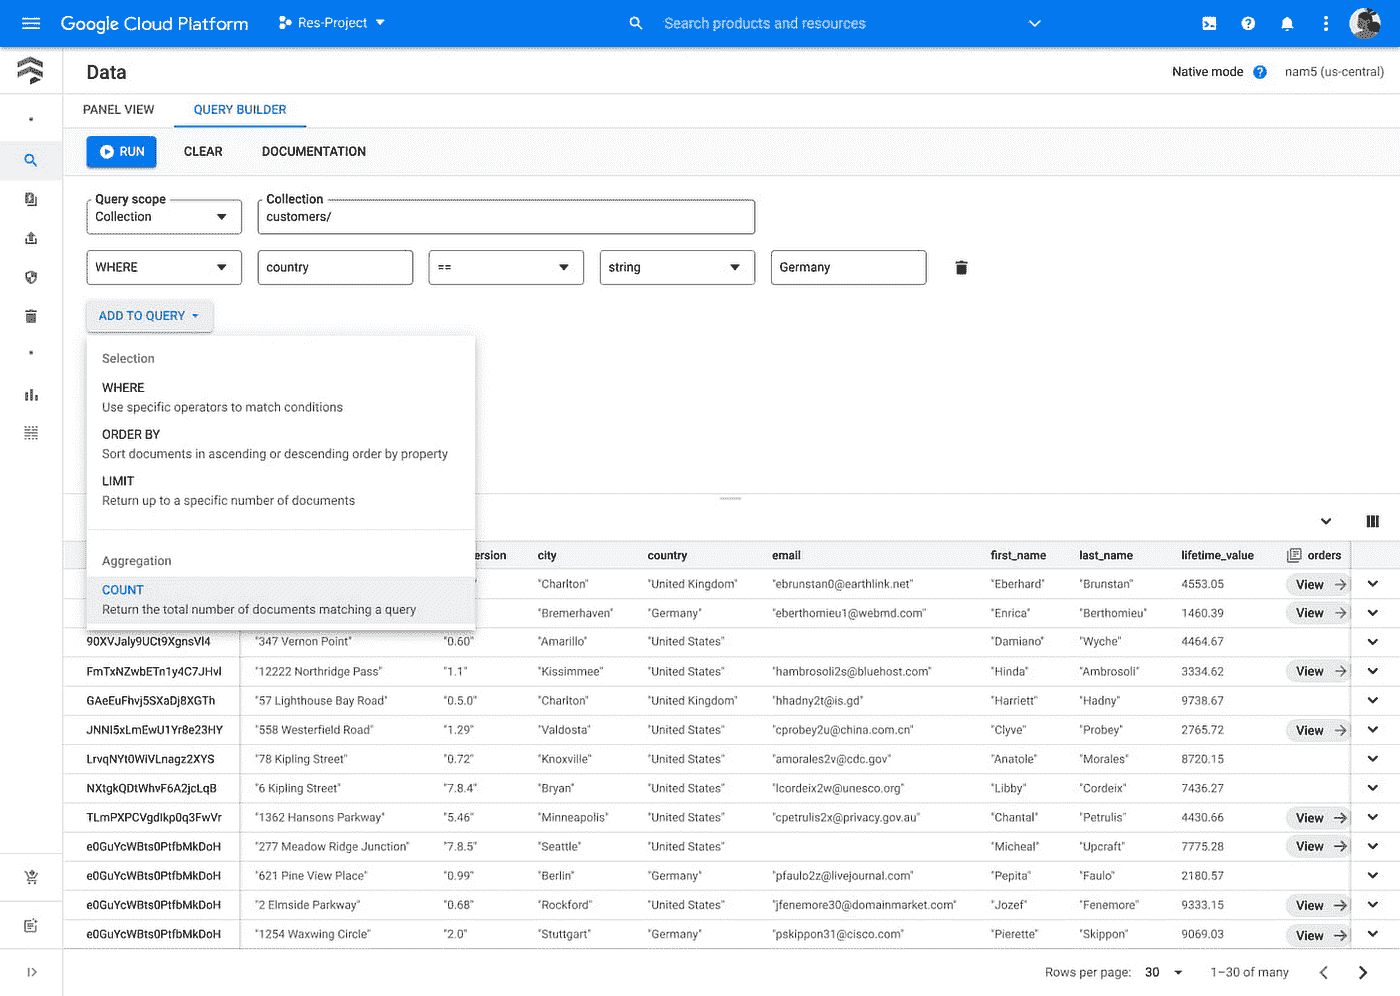 Google Cloud Platform
Res-Project
Search products and resources
Data
Native mode
nam5 (us-central)
PANEL VIEW
QUERY BUILDER
RUN
CLEAR
DOCUMENTATION
Query scope
Collection
Collection
customers/
WHERE
country
==
string
Germany
ADD TO QUERY
Selection
WHERE
Use specific operators to match conditions
ORDER BY
Sort documents in ascending or descending order by property
LIMIT
Return up to a specific number of documents
Aggregation
COUNT
Return the total number of documents matching a query
ersion city country email first_name last_name lifetime_value orders
"Charlton" "United Kingdom" "ebrunstan0@earthlink.net" "Eberhard" "Brunstan" 4553.05 View
"Bremerhaven" "Germany" "eberthomieu1@webmd.com" "Enrica" "Berthomieu" 1460.39 View
90XVJaly9UCt9XgnsVl4 "347 Vernon Point" "0.60" "Amarillo" "United States" "Damiano" "Wyche" 4464.67
FmTxNZwbETn1y4C7JHvl "12222 Northridge Pass" "1.1" "Kissimmee" "United States" "hambrosoli2s@bluehost.com" "Hinda" "Ambrosoli" 3334.62 View
GAeEuFhvj5SXaDj8XGTh "57 Lighthouse Bay Road" "0.5.0" "Charlton" "United Kingdom" "hhadny2t@is.gd" "Harriett" "Hadny" 9738.67
JNNI5xLmEwU1Yr8e23HY "558 Westerfield Road" "1.29" "Valdosta" "United States" "cprobey2u@china.com.cn" "Clyve" "Probey" 2765.72 View
LrvqNYt0WiVLnagz2XYS "78 Kipling Street" "0.72" "Knoxville" "United States" "amorales2v@cdc.gov" "Anatole" "Morales" 8720.15
NXtgkQDtWhvF6A2jcLqB "6 Kipling Street" "7.8.4" "Bryan" "United States" "lcordeix2w@unesco.org" "Libby" "Cordeix" 7436.27
TLmPXPCVgdIkp0q3FwVr "1362 Hansons Parkway" "5.46" "Minneapolis" "United States" "cpetrulis2x@privacy.gov.au" "Chantal" "Petrulis" 4430.66 View
e0GuYcWBts0PtfbMkDoH "277 Meadow Ridge Junction" "7.8.5" "Seattle" "United States" "Micheal" "Upcraft" 7775.28 View
e0GuYcWBts0PtfbMkDoH "621 Pine View Place" "0.99" "Berlin" "Germany" "pfaulo2z@livejournal.com" "Pepita" "Faulo" 2180.57
e0GuYcWBts0PtfbMkDoH "2 Elmside Parkway" "0.68" "Rockford" "United States" "jfenemore30@domainmarket.com" "Jozef" "Fenemore" 9333.15 View
e0GuYcWBts0PtfbMkDoH "1254 Waxwing Circle" "2.0" "Stuttgart" "Germany" "pskippon31@cisco.com" "Pierette" "Skippon" 9069.03 View
Rows per page: 30 1–30 of many